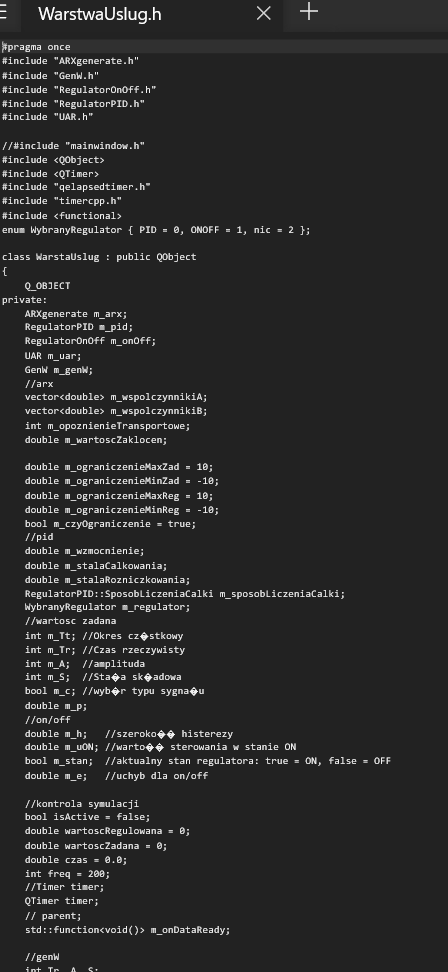 WarstwaUslug.h
#pragma once
#include "ARXgenerate.h"
#include "GenW.h"
#include "RegulatorOnOff.h"
#include "RegulatorPID.h"
#include "UAR.h"
//#include "mainwindow.h"
#include <QObject>
#include <QTimer>
#include "qelapsedtimer.h"
#include "timercpp.h"
#include <functional>
enum WybranyRegulator { PID = 0, ONOFF = 1, nic = 2 };
class WarstaUslug : public QObject
{
Q_OBJECT
private:
ARXgenerate m_arx;
RegulatorPID m_pid;
RegulatorOnOff m_onOff;
UAR m_uar;
GenW m_genW;
//arx
vector<double> m_wspolczynnikiA;
vector<double> m_wspolczynnikiB;
int m_opoznienieTransportowe;
double m_wartoscZaklocen;
double m_ograniczenieMaxZad = 10;
double m_ograniczenieMinZad = -10;
double m_ograniczenieMaxReg = 10;
double m_ograniczenieMinReg = -10;
bool m_czyOgraniczenie = true;
//pid
double m_wzmocnienie;
double m_stalaCalkowania;
double m_stalaRozniczkowania;
RegulatorPID::SposobLiczeniaCalki m_sposobLiczeniaCalki;
WybranyRegulator m_regulator;
//wartosc zadana
int m_Tt; //Okres cz�stkowy
int m_Tr; //Czas rzeczywisty
int m_A; //amplituda
int m_S; //Sta�a sk�adowa
bool m_c; //wyb�r typu sygna�u
double m_p;
//on/off
double m_h; //szeroko�� histerezy
double m_uON; //warto�� sterowania w stanie ON
bool m_stan; //aktualny stan regulatora: true = ON, false = OFF
double m_e; //uchyb dla on/off
//kontrola symulacji
bool isActive = false;
double wartoscRegulowana = 0;
double wartoscZadana = 0;
double czas = 0.0;
int freq = 200;
//Timer timer;
QTimer timer;
// parent;
std::function<void()> m_onDataReady;
//genW
int Tr, A, S;